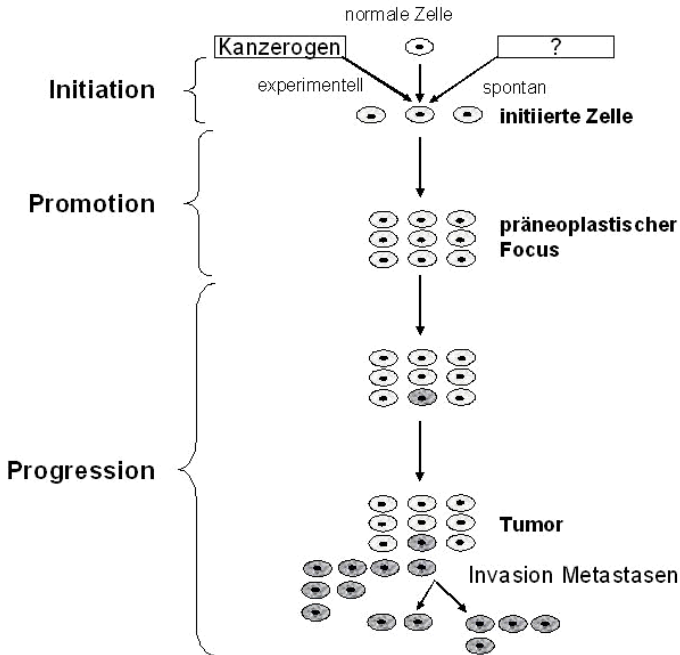 normale Zelle
Kanzerogen
?
Initiation
experimentell
spontan
initiierte Zelle
Promotion
präneoplastischer
Focus
Progression
Tumor
Invasion Metastasen